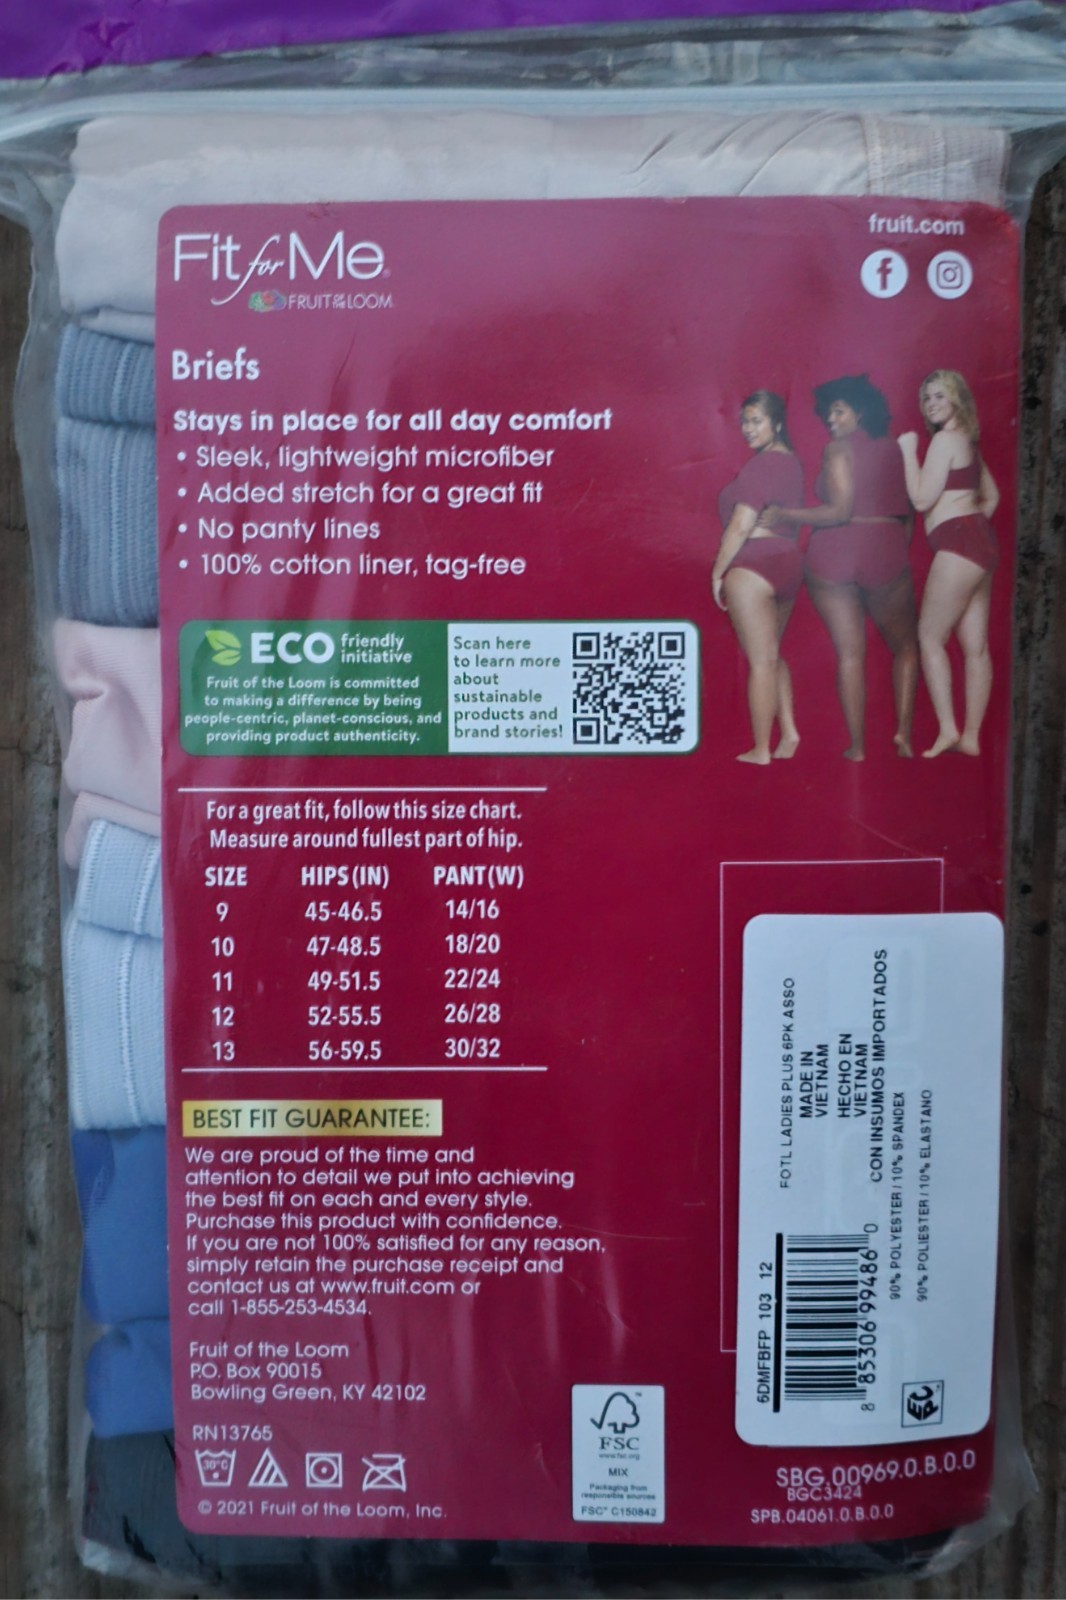 fruit.com
Fit for Me®
FRUIT OF THE LOOM
Briefs
Stays in place for all day comfort
• Sleek, lightweight microfiber
• Added stretch for a great fit
• No panty lines
• 100% cotton liner, tag-free
ECO friendly
initiative
Fruit of the Loom is committed
to making a difference by being
people-centric, planet-conscious, and
providing product authenticity.
Scan here
to learn more
about
sustainable
products and
brand stories!
For a great fit, follow this size chart.
Measure around fullest part of hip.
SIZE HIPS (IN) PANT(W)
9 45-46.5 14/16
10 47-48.5 18/20
11 49-51.5 22/24
12 52-55.5 26/28
13 56-59.5 30/32
BEST FIT GUARANTEE:
We are proud of the time and
attention to detail we put into achieving
the best fit on each and every style.
Purchase this product with confidence.
If you are not 100% satisfied for any reason,
simply retain the purchase receipt and
contact us at www.fruit.com or
call 1-855-253-4534.
Fruit of the Loom
P.O. Box 90015
Bowling Green, KY 42102
RN13765
30°C
© 2021 Fruit of the Loom, Inc.
FSC
www.fsc.org
MIX
Packaging from
responsible sources
FSC® C150842
FOTL LADIES PLUS 6PK ASSO
MADE IN
VIETNAM
HECHO EN
VIETNAM
CON INSUMOS IMPORTADOS
90% POLYESTER / 10% SPANDEX
90% POLIESTER / 10% ELASTANO
6DMFBFP 103 12
8 85306 99486 0
EPC
SBG.00969.0.B.0.0
BGC3424
SPB.04061.0.B.0.0